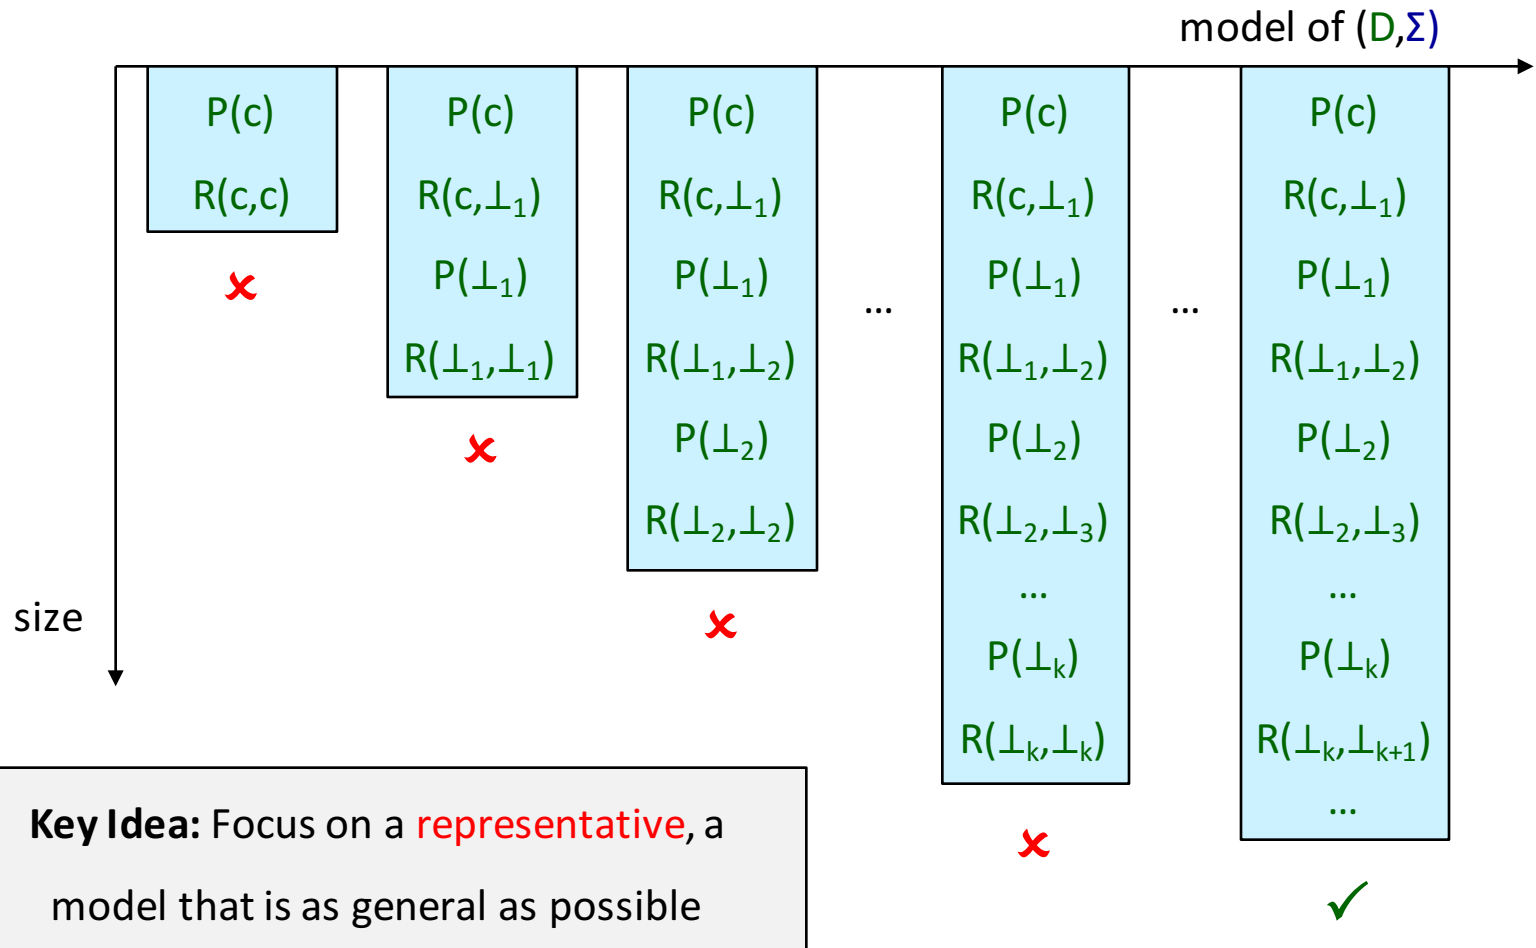 model of (D,Σ)
P(c)
R(c,c)
✘
P(c)
R(c,⊥₁)
P(⊥₁)
R(⊥₁,⊥₁)
✘
P(c)
R(c,⊥₁)
P(⊥₁)
R(⊥₁,⊥₂)
P(⊥₂)
R(⊥₂,⊥₂)
✘
...
P(c)
R(c,⊥₁)
P(⊥₁)
R(⊥₁,⊥₂)
P(⊥₂)
R(⊥₂,⊥₃)
...
P(⊥ₖ)
R(⊥ₖ,⊥ₖ)
✘
...
P(c)
R(c,⊥₁)
P(⊥₁)
R(⊥₁,⊥₂)
P(⊥₂)
R(⊥₂,⊥₃)
...
P(⊥ₖ)
R(⊥ₖ,⊥ₖ₊₁)
...
✓
size
Key Idea: Focus on a representative, a
model that is as general as possible